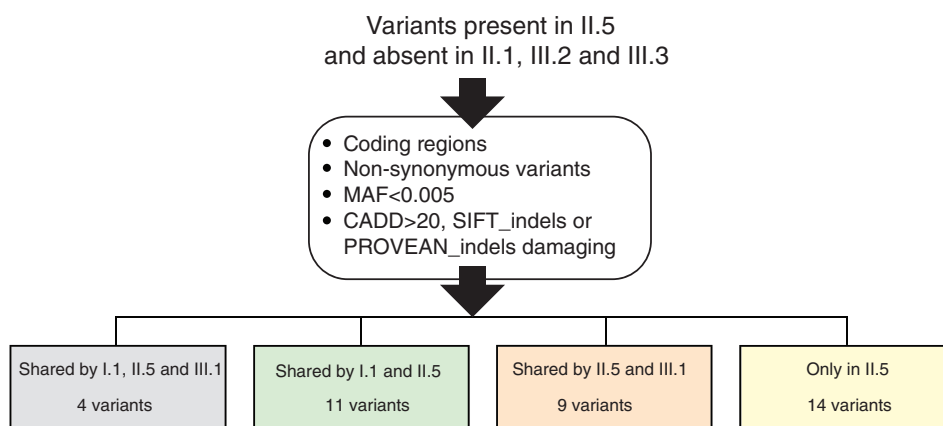 Variants present in II.5
and absent in II.1, III.2 and III.3
• Coding regions
• Non-synonymous variants
• MAF<0.005
• CADD>20, SIFT_indels or
PROVEAN_indels damaging
Shared by I.1, II.5 and III.1
4 variants
Shared by I.1 and II.5
11 variants
Shared by II.5 and III.1
9 variants
Only in II.5
14 variants